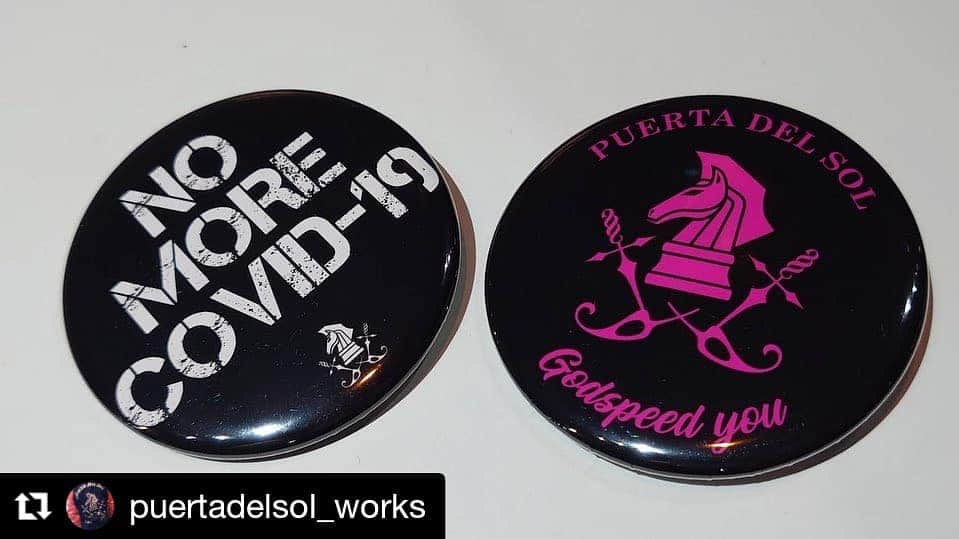 NO
MORE
COVID-'19
PUERTA DEL SOL
Godspeed you
puertadelsol_works